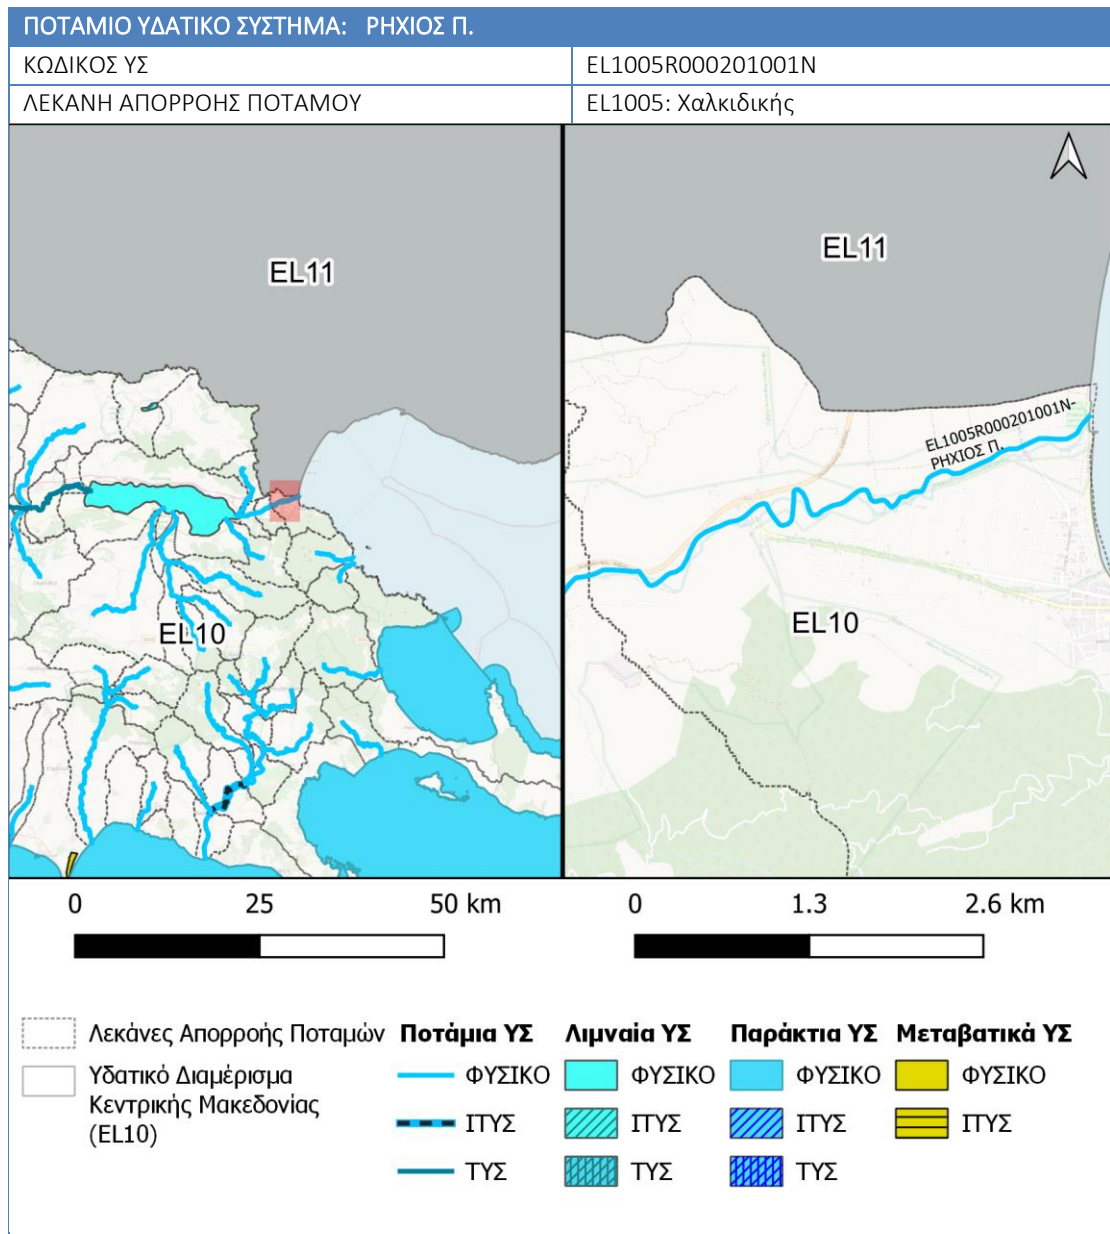 ΠΟΤΑΜΙΟ ΥΔΑΤΙΚΟ ΣΥΣΤΗΜΑ: ΡΗΧΙΟΣ Π.
ΚΩΔΙΚΟΣ ΥΣ EL1005R000201001N
ΛΕΚΑΝΗ ΑΠΟΡΡΟΗΣ ΠΟΤΑΜΟΥ EL1005: Χαλκιδικής
EL11
EL10
EL11
EL1005R000201001N-
ΡΗΧΙΟΣ Π.
EL10
0 25 50 km
0 1.3 2.6 km
Λεκάνες Απορροής Ποταμών
Υδατικό Διαμέρισμα
Κεντρικής Μακεδονίας
(EL10)
Ποτάμια ΥΣ
ΦΥΣΙΚΟ
ΙΤΥΣ
ΤΥΣ
Λιμναία ΥΣ
ΦΥΣΙΚΟ
ΙΤΥΣ
ΤΥΣ
Παράκτια ΥΣ
ΦΥΣΙΚΟ
ΙΤΥΣ
ΤΥΣ
Μεταβατικά ΥΣ
ΦΥΣΙΚΟ
ΙΤΥΣ